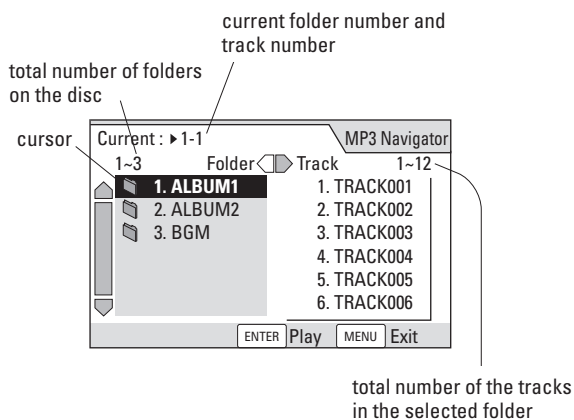 current folder number and
track number
total number of folders
on the disc
cursor
Current : ▶1-1
MP3 Navigator
1~3 Folder Track 1~12
1. ALBUM1
2. ALBUM2
3. BGM
1. TRACK001
2. TRACK002
3. TRACK003
4. TRACK004
5. TRACK005
6. TRACK006
ENTER Play MENU Exit
total number of the tracks
in the selected folder